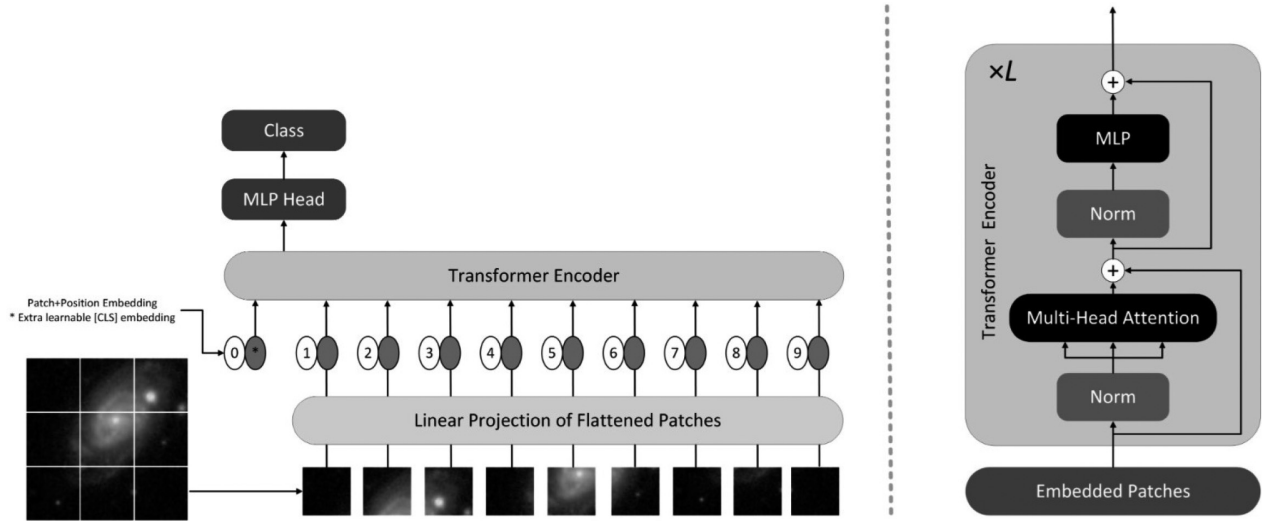 Class
MLP Head
Transformer Encoder
Patch+Position Embedding
* Extra learnable [CLS] embedding
0 * 1 2 3 4 5 6 7 8 9
Linear Projection of Flattened Patches
×L
+
MLP
Norm
+
Multi-Head Attention
Norm
Transformer Encoder
Embedded Patches